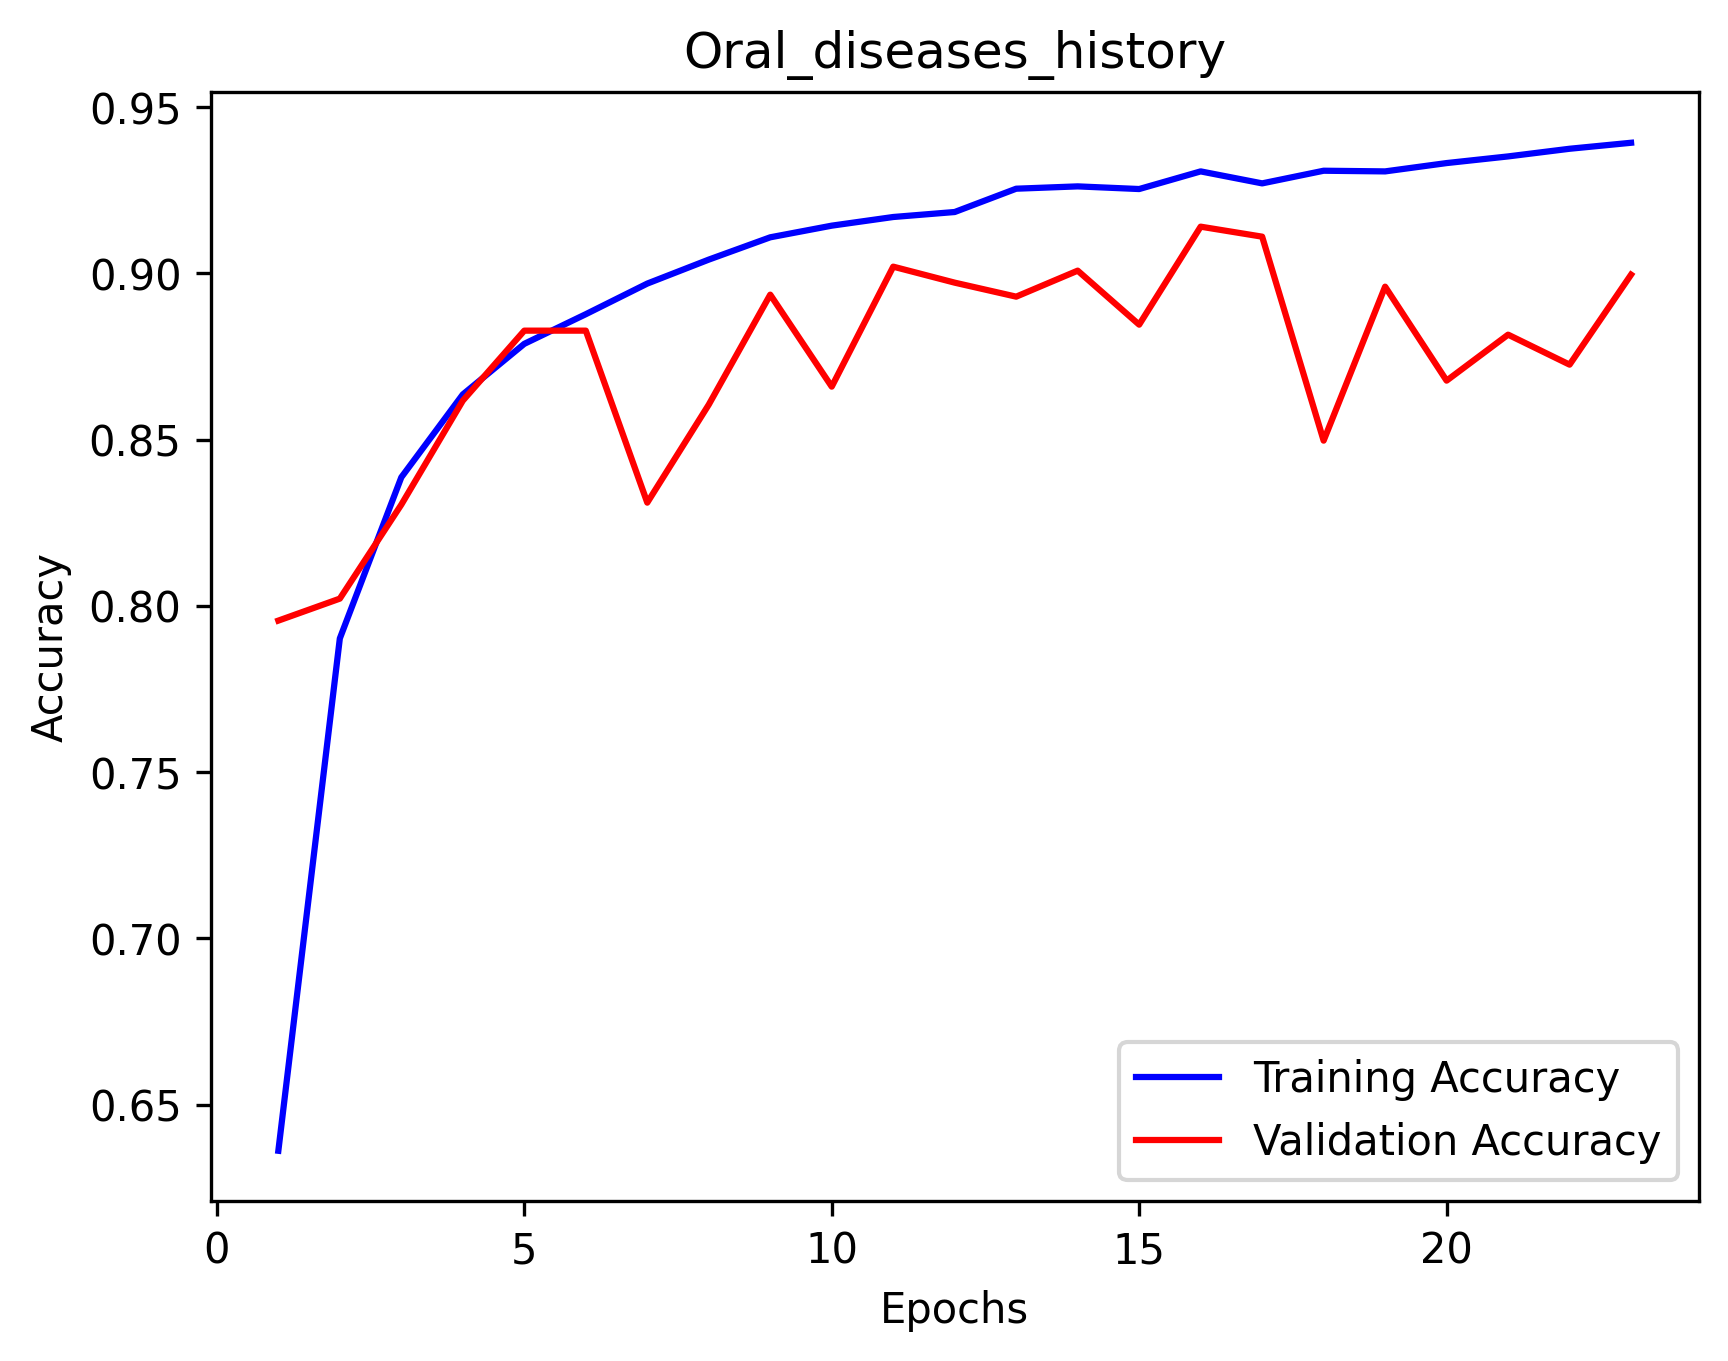 Oral_diseases_history
0.95
0.90
0.85
0.80
0.75
0.70
0.65
Accuracy
Training Accuracy
Validation Accuracy
0 5 10 15 20
Epochs